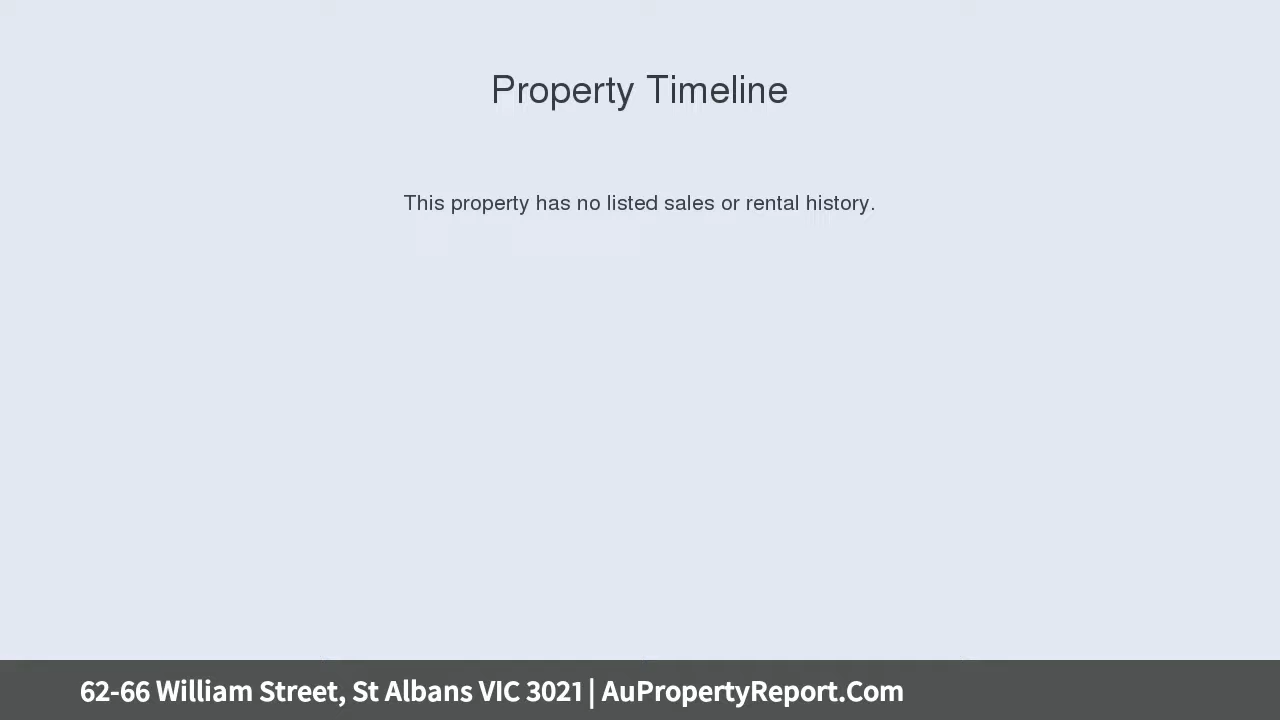 Property Timeline
This property has no listed sales or rental history.
62-66 William Street, St Albans VIC 3021 | AuPropertyReport.Com